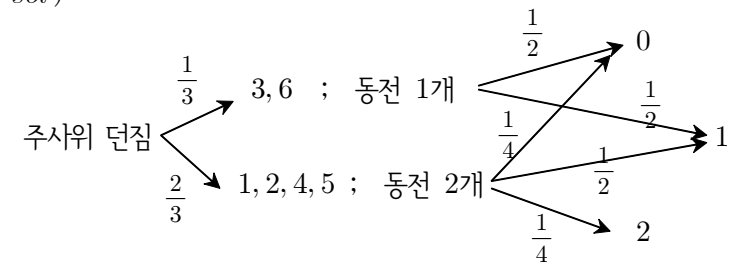 sol)
1/2
0
1/3
3, 6 ; 동전 1개
1/2
주사위 던짐
1/4
1
2/3
1, 2, 4, 5 ; 동전 2개
1/2
1/4
2